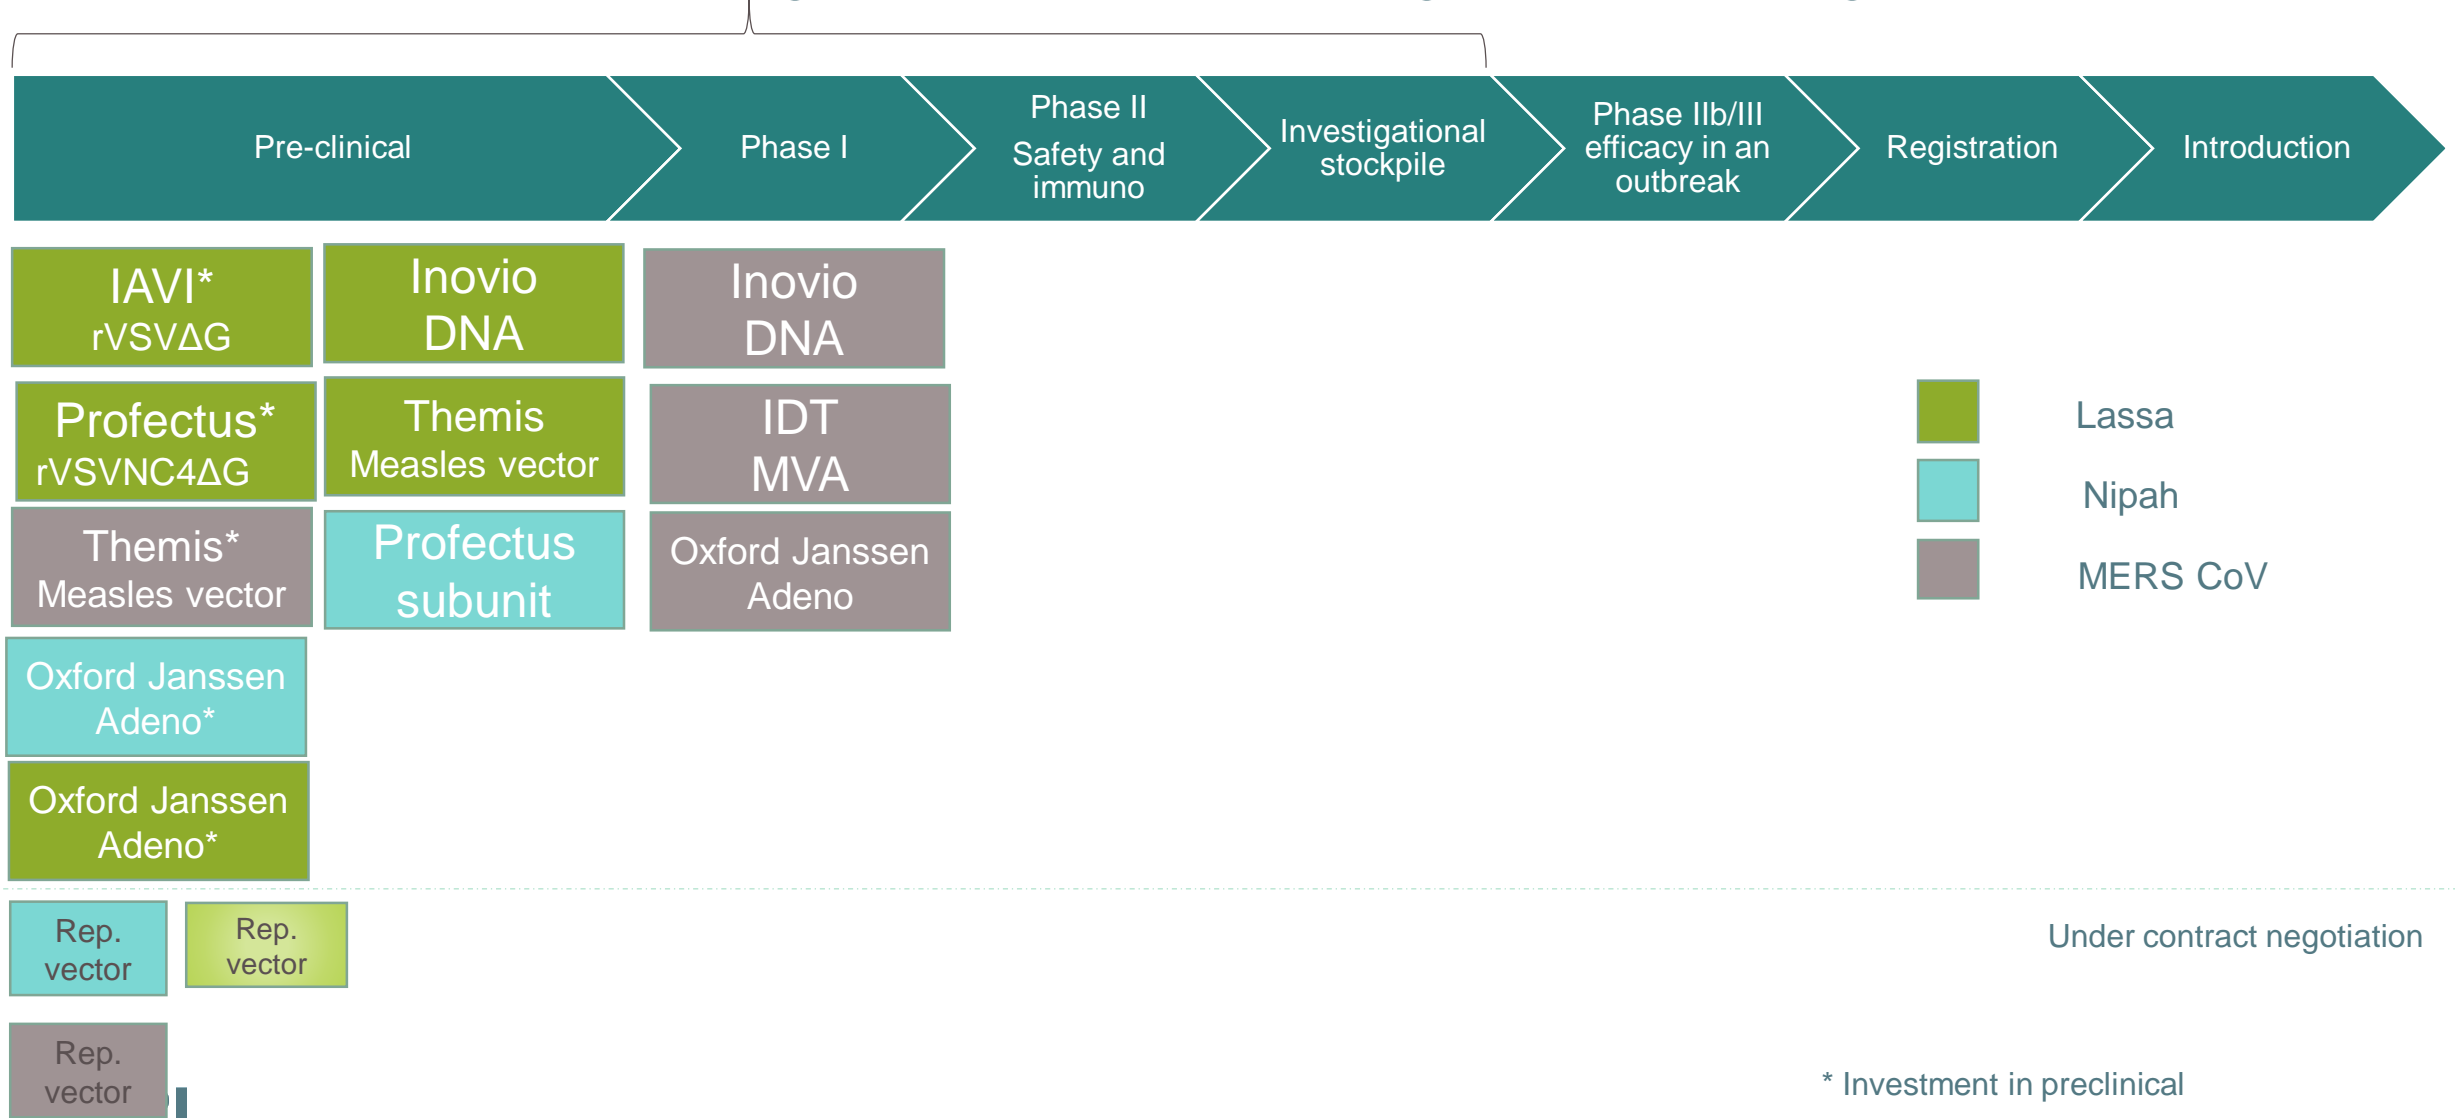 Pre-clinical
Phase I
Phase II
Safety and
immuno
Investigational
stockpile
Phase IIb/III
efficacy in an
outbreak
Registration
Introduction
IAVI*
rVSVΔG
Inovio
DNA
Inovio
DNA
Profectus*
rVSVNC4ΔG
Themis
Measles vector
IDT
MVA
Themis*
Measles vector
Profectus
subunit
Oxford Janssen
Adeno
Oxford Janssen
Adeno*
Oxford Janssen
Adeno*
Lassa
Nipah
MERS CoV
Rep.
vector
Rep.
vector
Under contract negotiation
Rep.
vector
* Investment in preclinical